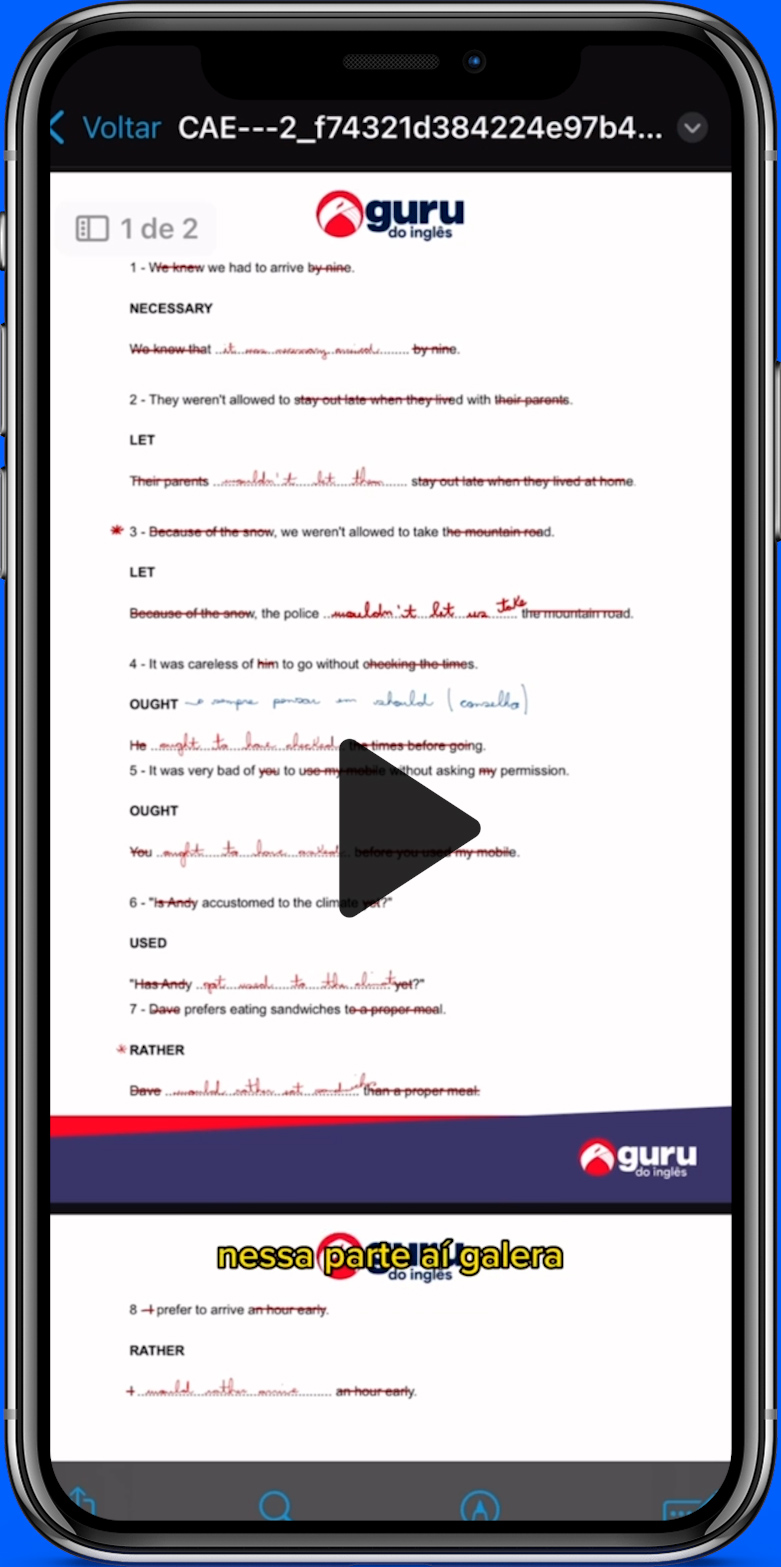 Voltar CAE---2_f74321d384224e97b4...
1 de 2
guru
do inglês
1 - We knew we had to arrive by nine.
NECESSARY
We know that ..it was necessary arrived....... by nine.
2 - They weren't allowed to stay out late when they lived with their parents.
LET
Their parents ...wouldn't let them....... stay out late when they lived at home.
* 3 - Because of the snow, we weren't allowed to take the mountain road.
LET
Because of the snow, the police ..wouldn't let us take the mountain road.
4 - It was careless of him to go without checking the times.
OUGHT → sempre pensar em should (conselho)
He ..ought to have checked.. the times before going.
5 - It was very bad of you to use my mobile without asking my permission.
OUGHT
You ..ought to have asked.. before you used my mobile.
6 - "Is Andy accustomed to the climate yet?"
USED
"Has Andy ..got used to the climate yet?"
7 - Dave prefers eating sandwiches to a proper meal.
* RATHER
Dave ..would rather eat sandwich than a proper meal.
guru
do inglês
nessa parte aí galera
do inglês
8 - I prefer to arrive an hour early.
RATHER
I ..would rather arrive........ an hour early.